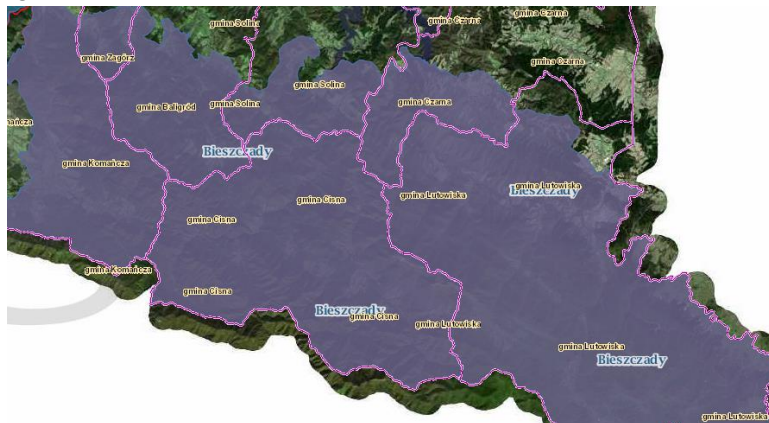 gmina Solina
gmina Czarna
gmina Czarna
gmina Zagórz
gmina Czarna
gmina Solina
gmina Baligród
gmina Solina
gmina Czarna
mańcza
Bieszczady
gmina Komańcza
Bieszczady
gmina Lutowiska
gmina Cisna
gmina Lutowiska
gmina Cisna
gmina Komańcza
gmina Cisna
Bieszczady
gmina Cisna
gmina Lutowiska
gmina Lutowiska
Bieszczady
gmina Lutowiska